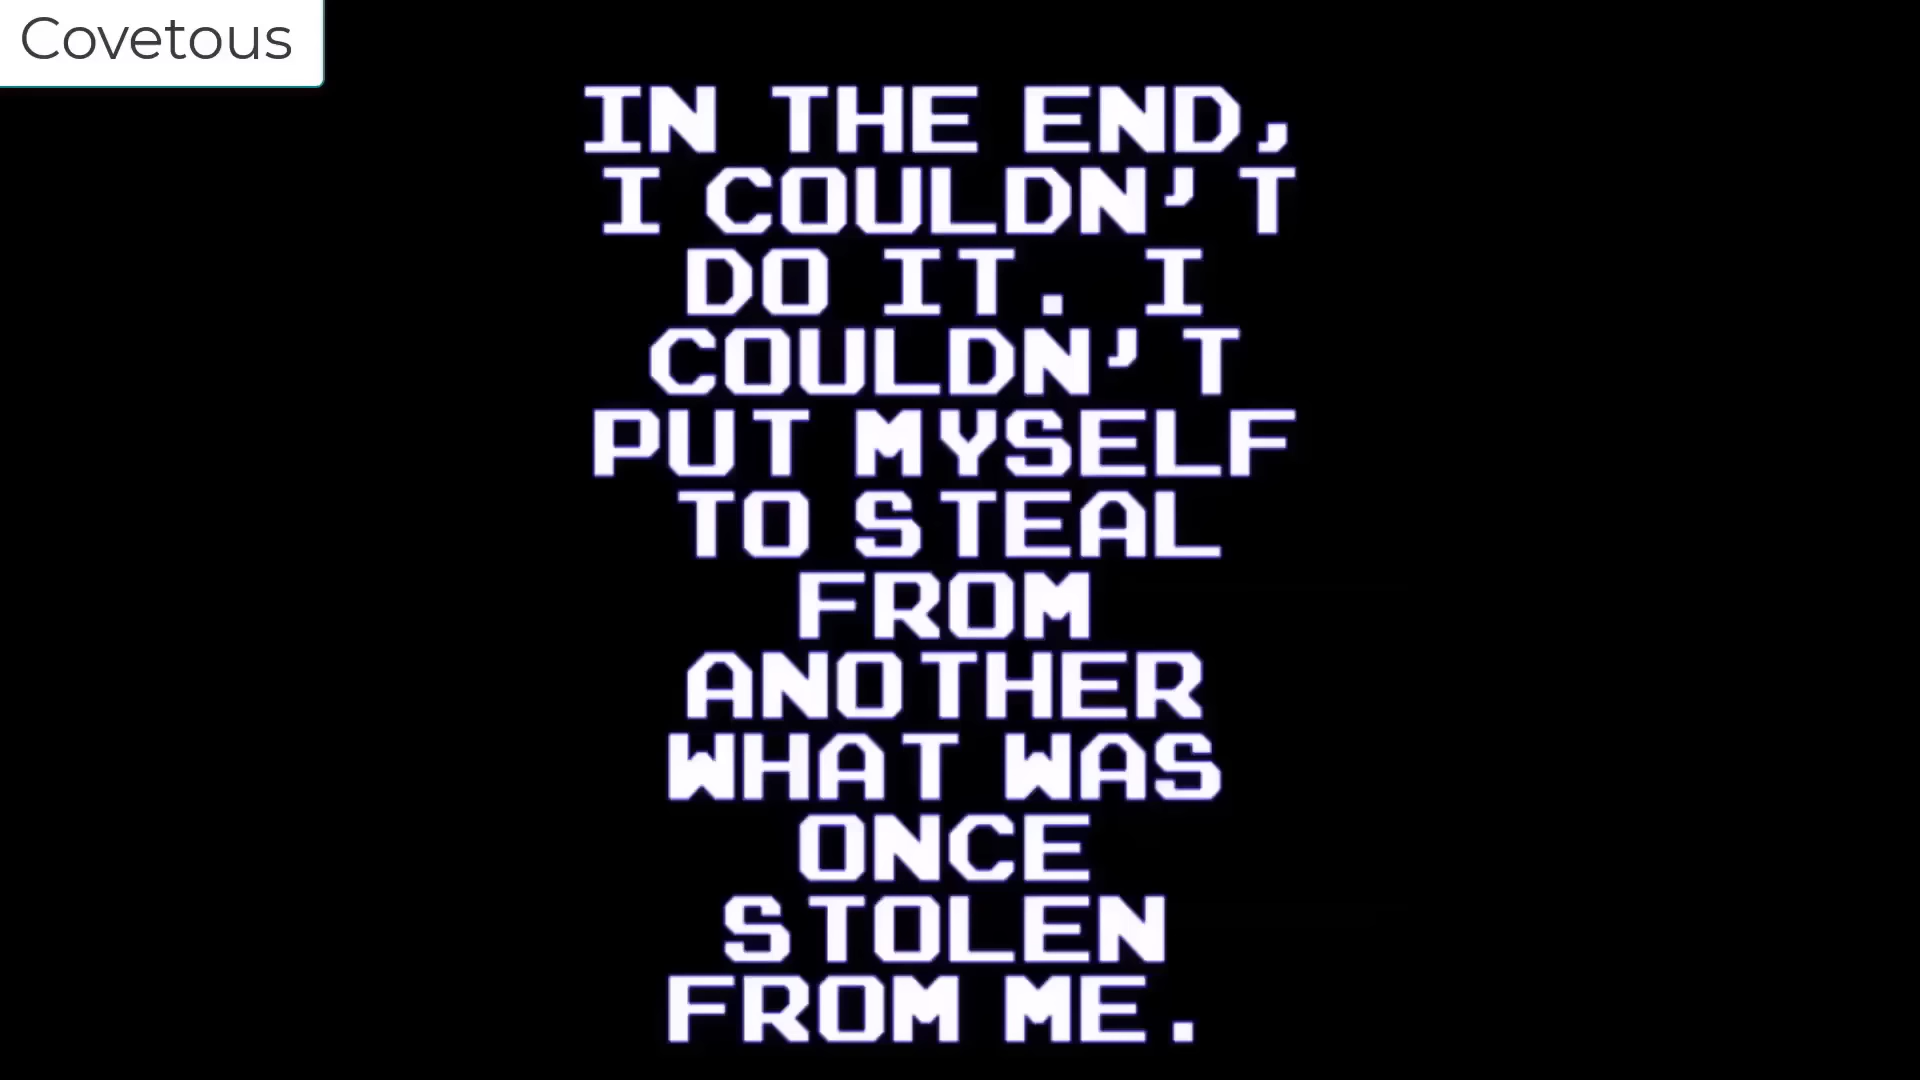 Covetous
IN THE END,
I COULDN'T
DO IT. I
COULDN'T
PUT MYSELF
TO STEAL
FROM
ANOTHER
WHAT WAS
ONCE
STOLEN
FROM ME.